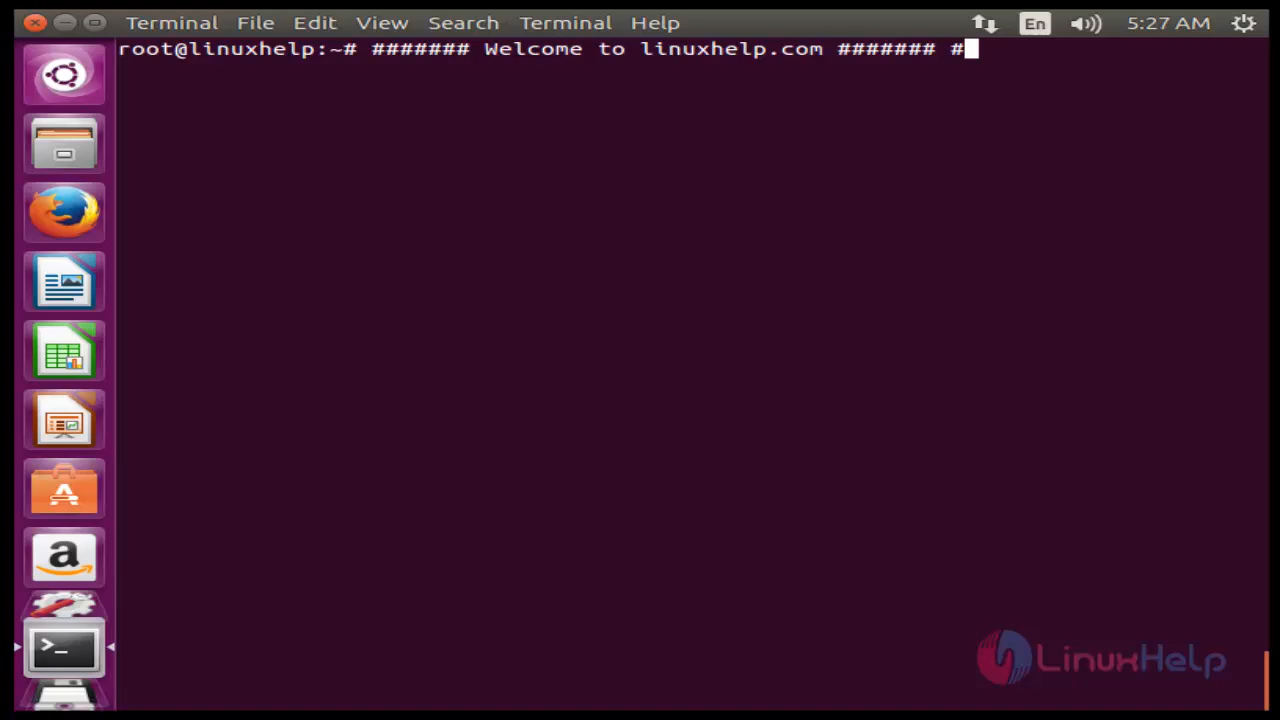 Terminal File Edit View Search Terminal Help En 5:27 AM
root@linuxhelp:~# ####### Welcome to linuxhelp.com ####### #
a
>_
LinuxHelp